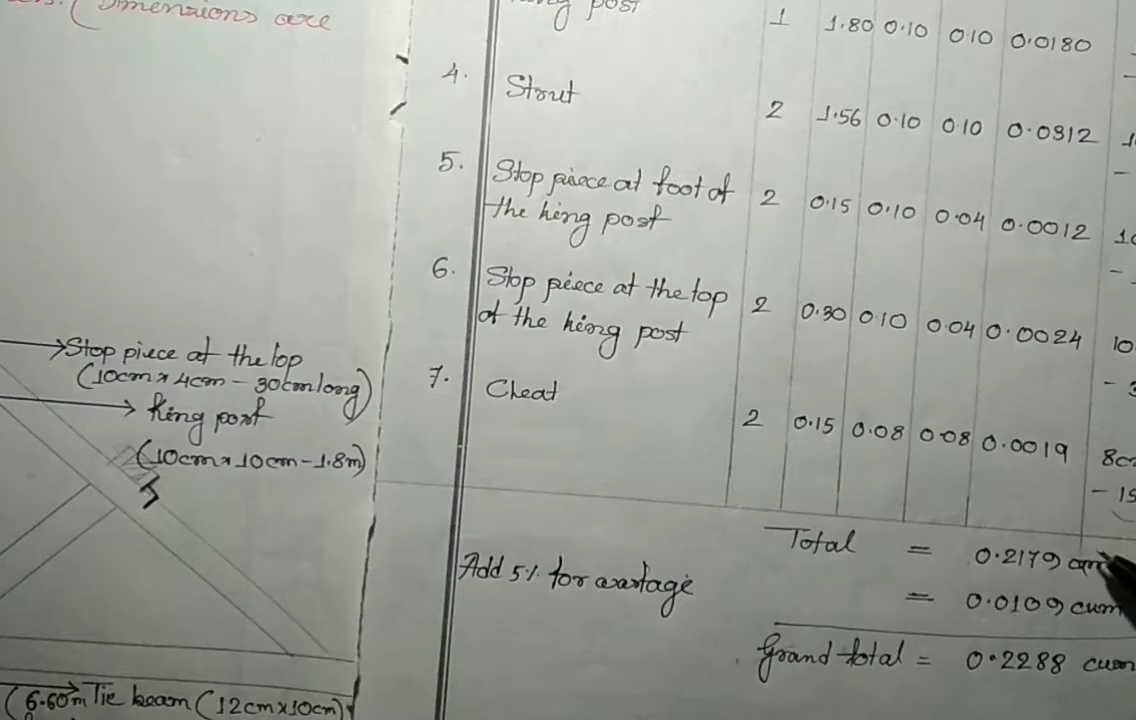 Dimensions are
post
1 1.80 0.10 0.10 0.0180
4. Strut 2 1.56 0.10 0.10 0.0312
5. Stop piece at foot of
the king post 2 0.15 0.10 0.04 0.0012
6. Stop piece at the top
of the king post 2 0.30 0.10 0.04 0.0024
7. Cheat 2 0.15 0.08 0.08 0.0019
Total = 0.2179
Add 5% for wastage = 0.0109 cum
Grand total = 0.2288 cum
Stop piece at the top
(10cm x 4cm - 30cm long)
King post
(10cm x 10cm - 1.8m)
(6.60m Tie beam (12cm x 10cm)